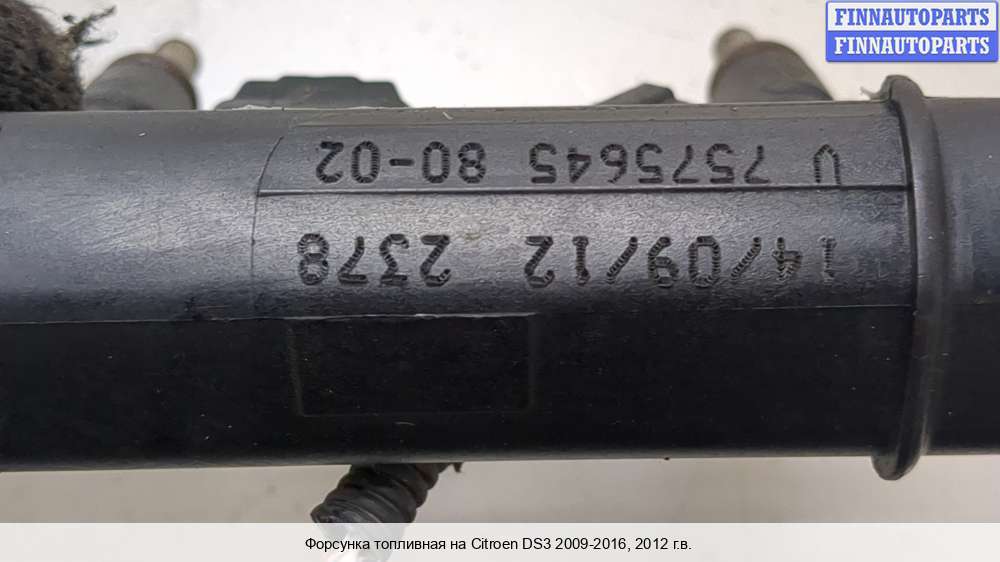 FINNAUTOPARTS
FINNAUTOPARTS
14/09/12 2378
V 7575645 80-02
Форсунка топливная на Citroen DS3 2009-2016, 2012 г.в.